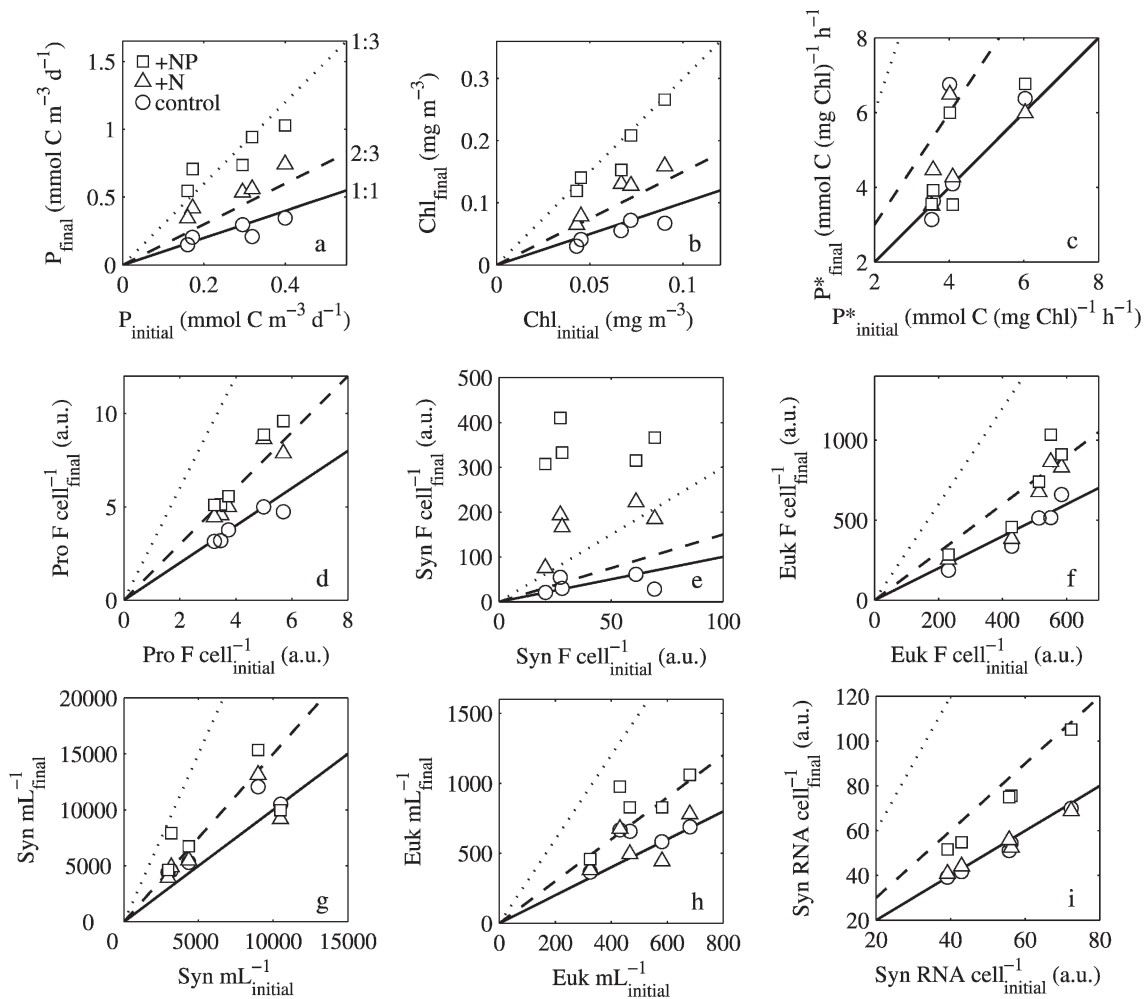 P_final (mmol C m⁻³ d⁻¹)
1.5
1
0.5
0
□ +NP
△ +N
○ control
1:3
2:3
1:1
a
0 0.2 0.4
P_initial (mmol C m⁻³ d⁻¹)
Chl_final (mg m⁻³)
0.3
0.2
0.1
0
b
0 0.05 0.1
Chl_initial (mg m⁻³)
P*_final (mmol C (mg Chl)⁻¹ h⁻¹
8
6
4
2
c
2 4 6 8
P*_initial (mmol C (mg Chl)⁻¹ h⁻¹
Pro F cell⁻¹_final (a.u.)
10
5
0
d
0 2 4 6 8
Pro F cell⁻¹_initial (a.u.)
Syn F cell⁻¹_final (a.u.)
500
400
300
200
100
0
e
0 50 100
Syn F cell⁻¹_initial (a.u.)
Euk F cell⁻¹_final (a.u.)
1000
500
0
f
0 200 400 600
Euk F cell⁻¹_initial (a.u.)
Syn mL⁻¹_final
20000
15000
10000
5000
0
g
0 5000 10000 15000
Syn mL⁻¹_initial
Euk mL⁻¹_final
1500
1000
500
0
h
0 200 400 600 800
Euk mL⁻¹_initial
Syn RNA cell⁻¹_final (a.u.)
120
100
80
60
40
20
i
20 40 60 80
Syn RNA cell⁻¹_initial (a.u.)